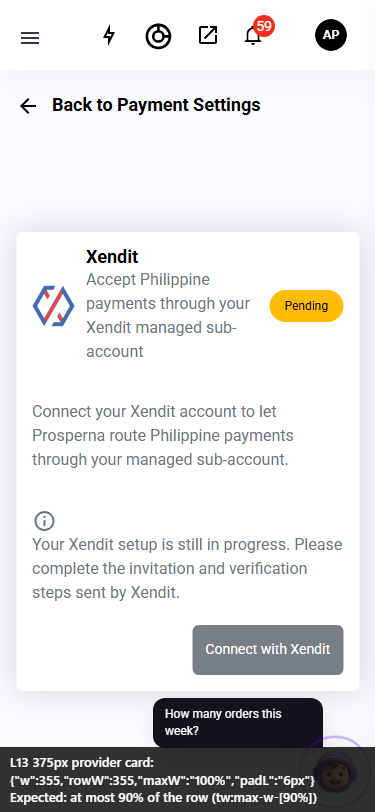 59
AP
Back to Payment Settings
Xendit
Accept Philippine
payments through your
Xendit managed sub-
account
Pending
Connect your Xendit account to let
Prosperna route Philippine payments
through your managed sub-account.
Your Xendit setup is still in progress. Please
complete the invitation and verification
steps sent by Xendit.
Connect with Xendit
How many orders this
week?
L13 375px provider card:
{"w":355,"rowW":355,"maxW":"100%","padL":"6px"}
Expected: at most 90% of the row (tw:max-w-[90%])